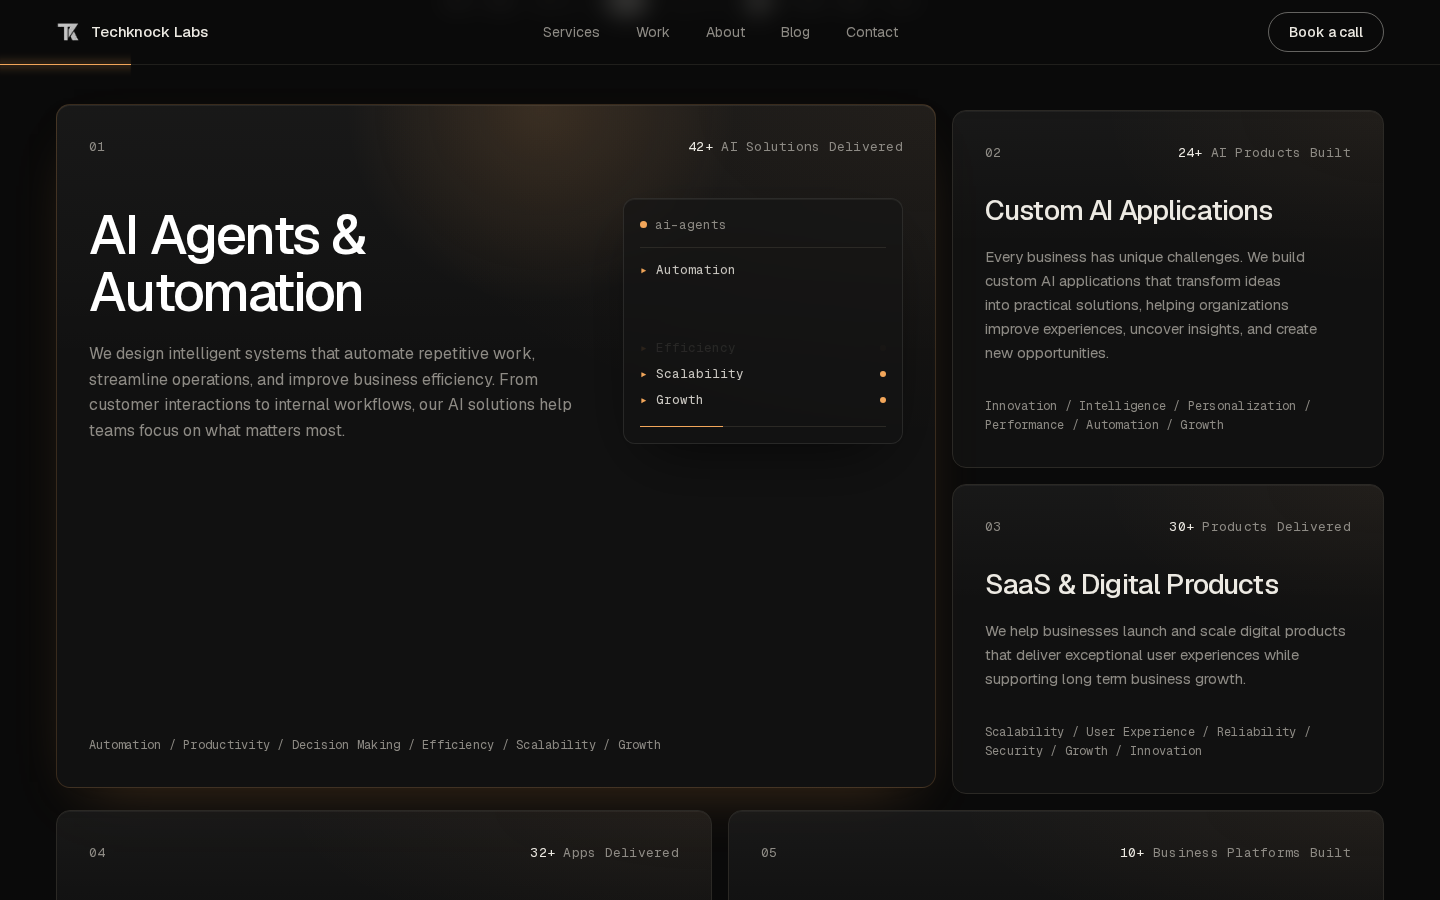 Techknock Labs
Services
Work
About
Blog
Contact
Book a call
01
42+ AI Solutions Delivered
AI Agents &
Automation
We design intelligent systems that automate repetitive work,
streamline operations, and improve business efficiency. From
customer interactions to internal workflows, our AI solutions help
teams focus on what matters most.
ai-agents
▸ Automation
▸ Efficiency
▸ Scalability
▸ Growth
Automation / Productivity / Decision Making / Efficiency / Scalability / Growth
02
24+ AI Products Built
Custom AI Applications
Every business has unique challenges. We build
custom AI applications that transform ideas
into practical solutions, helping organizations
improve experiences, uncover insights, and create
new opportunities.
Innovation / Intelligence / Personalization /
Performance / Automation / Growth
03
30+ Products Delivered
SaaS & Digital Products
We help businesses launch and scale digital products
that deliver exceptional user experiences while
supporting long term business growth.
Scalability / User Experience / Reliability /
Security / Growth / Innovation
04
32+ Apps Delivered
05
10+ Business Platforms Built